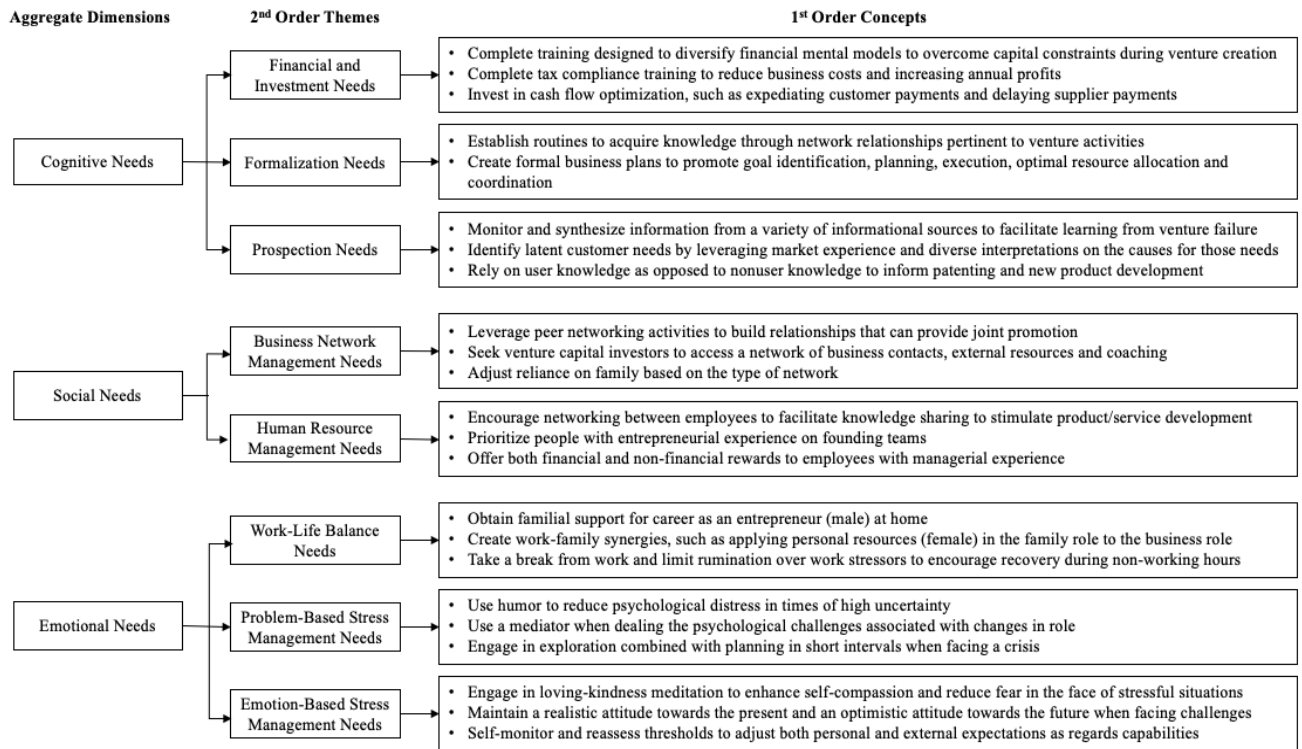 Aggregate Dimensions
2nd Order Themes
1st Order Concepts
Cognitive Needs
Financial and
Investment Needs
• Complete training designed to diversify financial mental models to overcome capital constraints during venture creation
• Complete tax compliance training to reduce business costs and increasing annual profits
• Invest in cash flow optimization, such as expediating customer payments and delaying supplier payments
Formalization Needs
• Establish routines to acquire knowledge through network relationships pertinent to venture activities
• Create formal business plans to promote goal identification, planning, execution, optimal resource allocation and
coordination
Prospection Needs
• Monitor and synthesize information from a variety of informational sources to facilitate learning from venture failure
• Identify latent customer needs by leveraging market experience and diverse interpretations on the causes for those needs
• Rely on user knowledge as opposed to nonuser knowledge to inform patenting and new product development
Social Needs
Business Network
Management Needs
• Leverage peer networking activities to build relationships that can provide joint promotion
• Seek venture capital investors to access a network of business contacts, external resources and coaching
• Adjust reliance on family based on the type of network
Human Resource
Management Needs
• Encourage networking between employees to facilitate knowledge sharing to stimulate product/service development
• Prioritize people with entrepreneurial experience on founding teams
• Offer both financial and non-financial rewards to employees with managerial experience
Emotional Needs
Work-Life Balance
Needs
• Obtain familial support for career as an entrepreneur (male) at home
• Create work-family synergies, such as applying personal resources (female) in the family role to the business role
• Take a break from work and limit rumination over work stressors to encourage recovery during non-working hours
Problem-Based Stress
Management Needs
• Use humor to reduce psychological distress in times of high uncertainty
• Use a mediator when dealing the psychological challenges associated with changes in role
• Engage in exploration combined with planning in short intervals when facing a crisis
Emotion-Based Stress
Management Needs
• Engage in loving-kindness meditation to enhance self-compassion and reduce fear in the face of stressful situations
• Maintain a realistic attitude towards the present and an optimistic attitude towards the future when facing challenges
• Self-monitor and reassess thresholds to adjust both personal and external expectations as regards capabilities